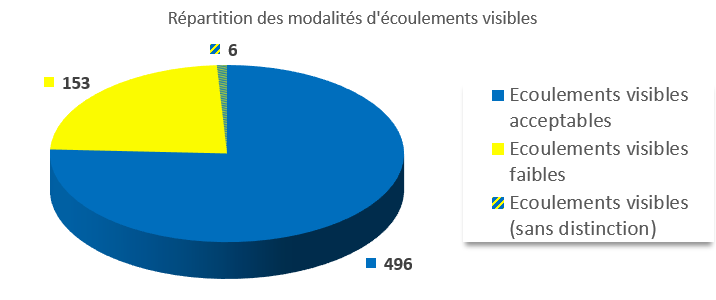 Répartition des modalités d'écoulements visibles
6
153
496
Ecoulements visibles
acceptables
Ecoulements visibles
faibles
Ecoulements visibles
(sans distinction)